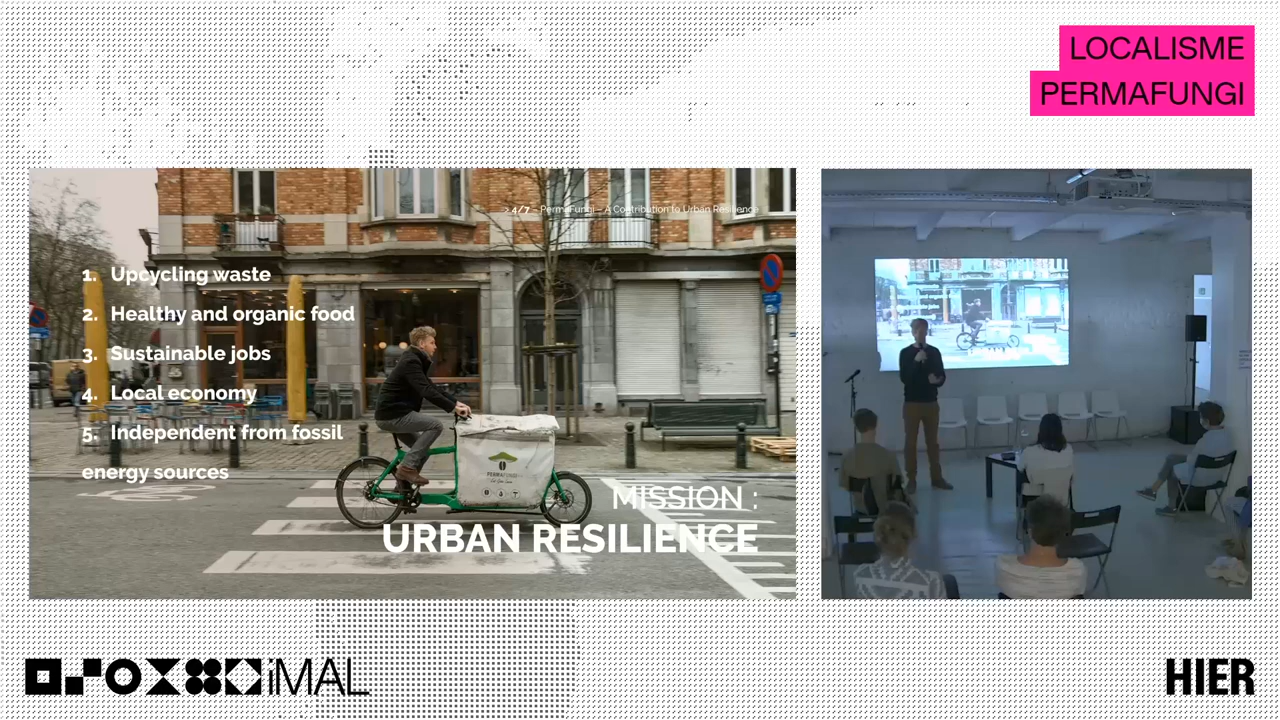 LOCALISME
PERMAFUNGI
> 4/7 – PermaFungi – A Contribution to Urban Resilience
1. Upcycling waste
2. Healthy and organic food
3. Sustainable jobs
4. Local economy
5. Independent from fossil
energy sources
PERMAFUNGI
MISSION :
URBAN RESILIENCE
iMAL
HIER